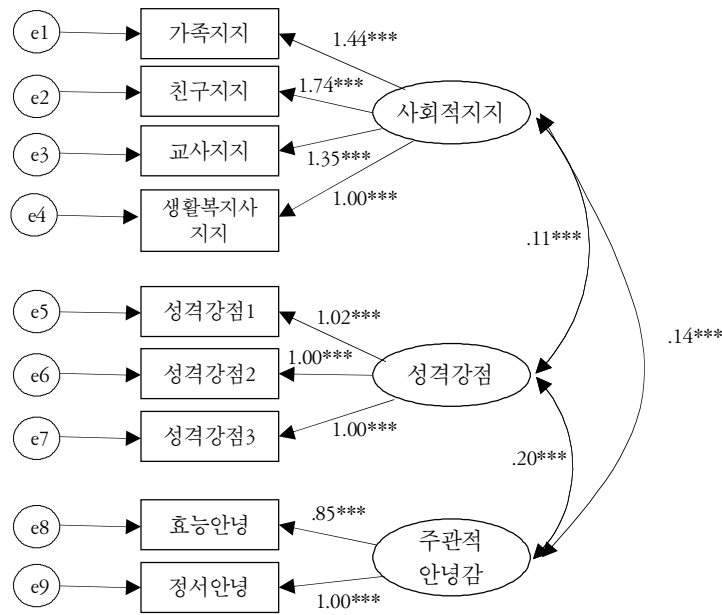 e1
가족지지
1.44***
e2
친구지지
1.74***
사회적지지
e3
교사지지
1.35***
e4
생활복지사
지지
1.00***
.11***
e5
성격강점1
1.02***
.14***
e6
성격강점2
1.00***
성격강점
e7
성격강점3
1.00***
.20***
e8
효능안녕
.85***
주관적
안녕감
e9
정서안녕
1.00***